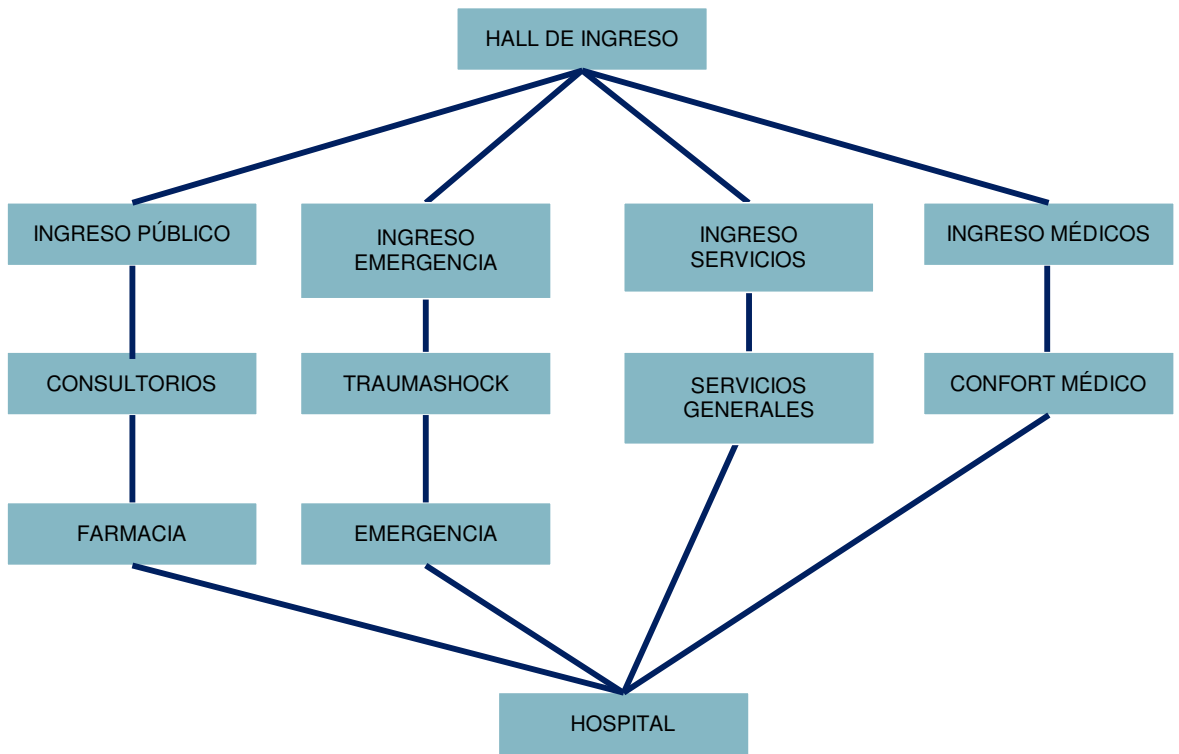 HALL DE INGRESO
INGRESO PÚBLICO
INGRESO
EMERGENCIA
INGRESO
SERVICIOS
INGRESO MÉDICOS
CONSULTORIOS
TRAUMASHOCK
SERVICIOS
GENERALES
CONFORT MÉDICO
FARMACIA
EMERGENCIA
HOSPITAL